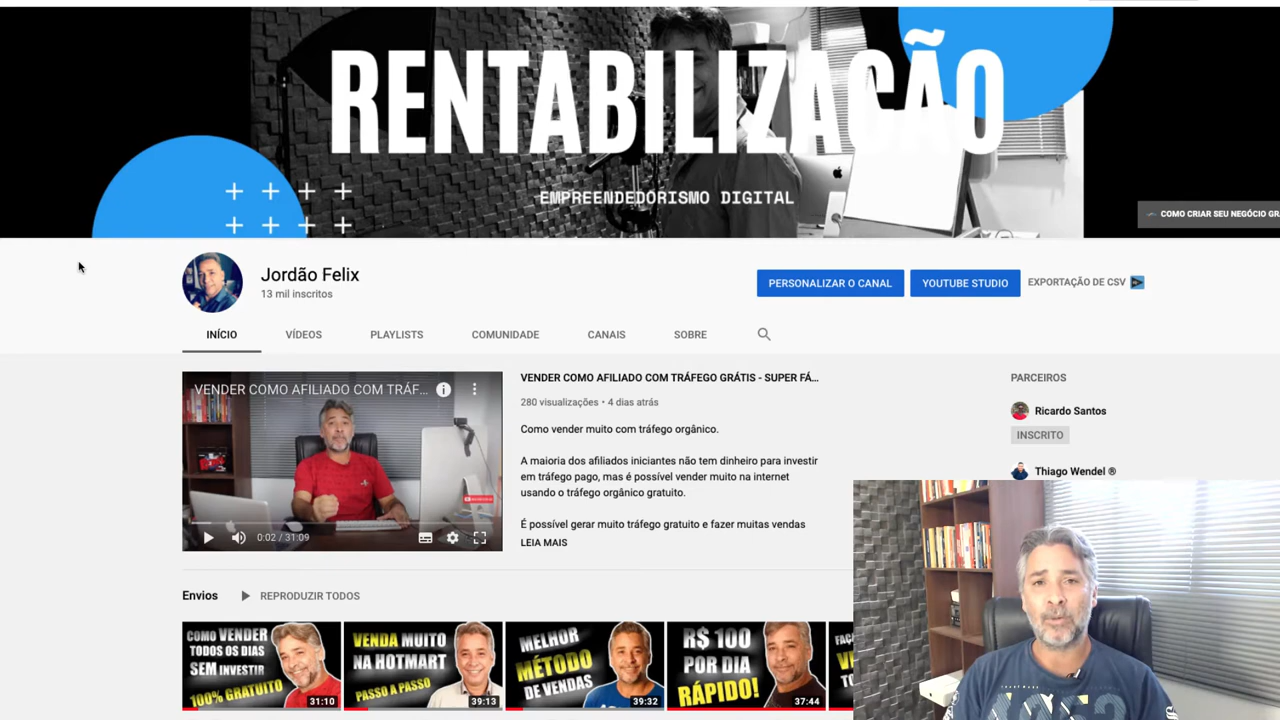 RENTABILIZAÇÃO
EMPREENDEDORISMO DIGITAL
COMO CRIAR SEU NEGÓCIO GR
Jordão Felix
13 mil inscritos
PERSONALIZAR O CANAL
YOUTUBE STUDIO
EXPORTAÇÃO DE CSV
INÍCIO
VÍDEOS
PLAYLISTS
COMUNIDADE
CANAIS
SOBRE
VENDER COMO AFILIADO COM TRÁF...
0:02 / 31:09
VENDER COMO AFILIADO COM TRÁFEGO GRÁTIS - SUPER FÁ...
280 visualizações • 4 dias atrás
Como vender muito com tráfego orgânico.
A maioria dos afiliados iniciantes não tem dinheiro para investir
em tráfego pago, mas é possível vender muito na internet
usando o tráfego orgânico gratuito.
É possível gerar muito tráfego gratuito e fazer muitas vendas
LEIA MAIS
PARCEIROS
Ricardo Santos
INSCRITO
Thiago Wendel ®
Envios
REPRODUZIR TODOS
COMO VENDER
TODOS OS DIAS
SEM INVESTIR
100% GRATUITO
31:10
VENDA MUITO
NA HOTMART
PASSO A PASSO
39:13
MELHOR
MÉTODO
DE VENDAS
39:32
R$ 100
POR DIA
RÁPIDO!
37:44